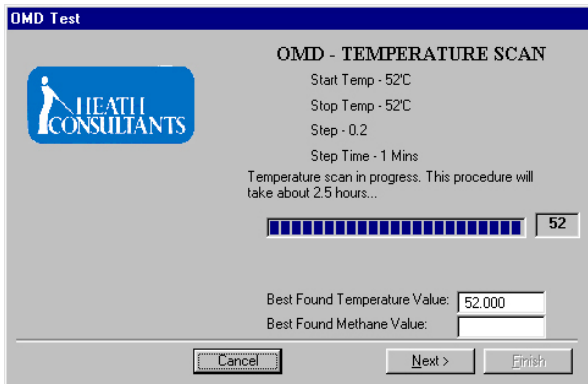 OMD Test
OMD - TEMPERATURE SCAN
HEATH
CONSULTANTS
Start Temp - 52'C
Stop Temp - 52'C
Step - 0.2
Step Time - 1 Mins
Temperature scan in progress. This procedure will
take about 2.5 hours...
52
Best Found Temperature Value: 52.000
Best Found Methane Value:
Cancel Next > Finish